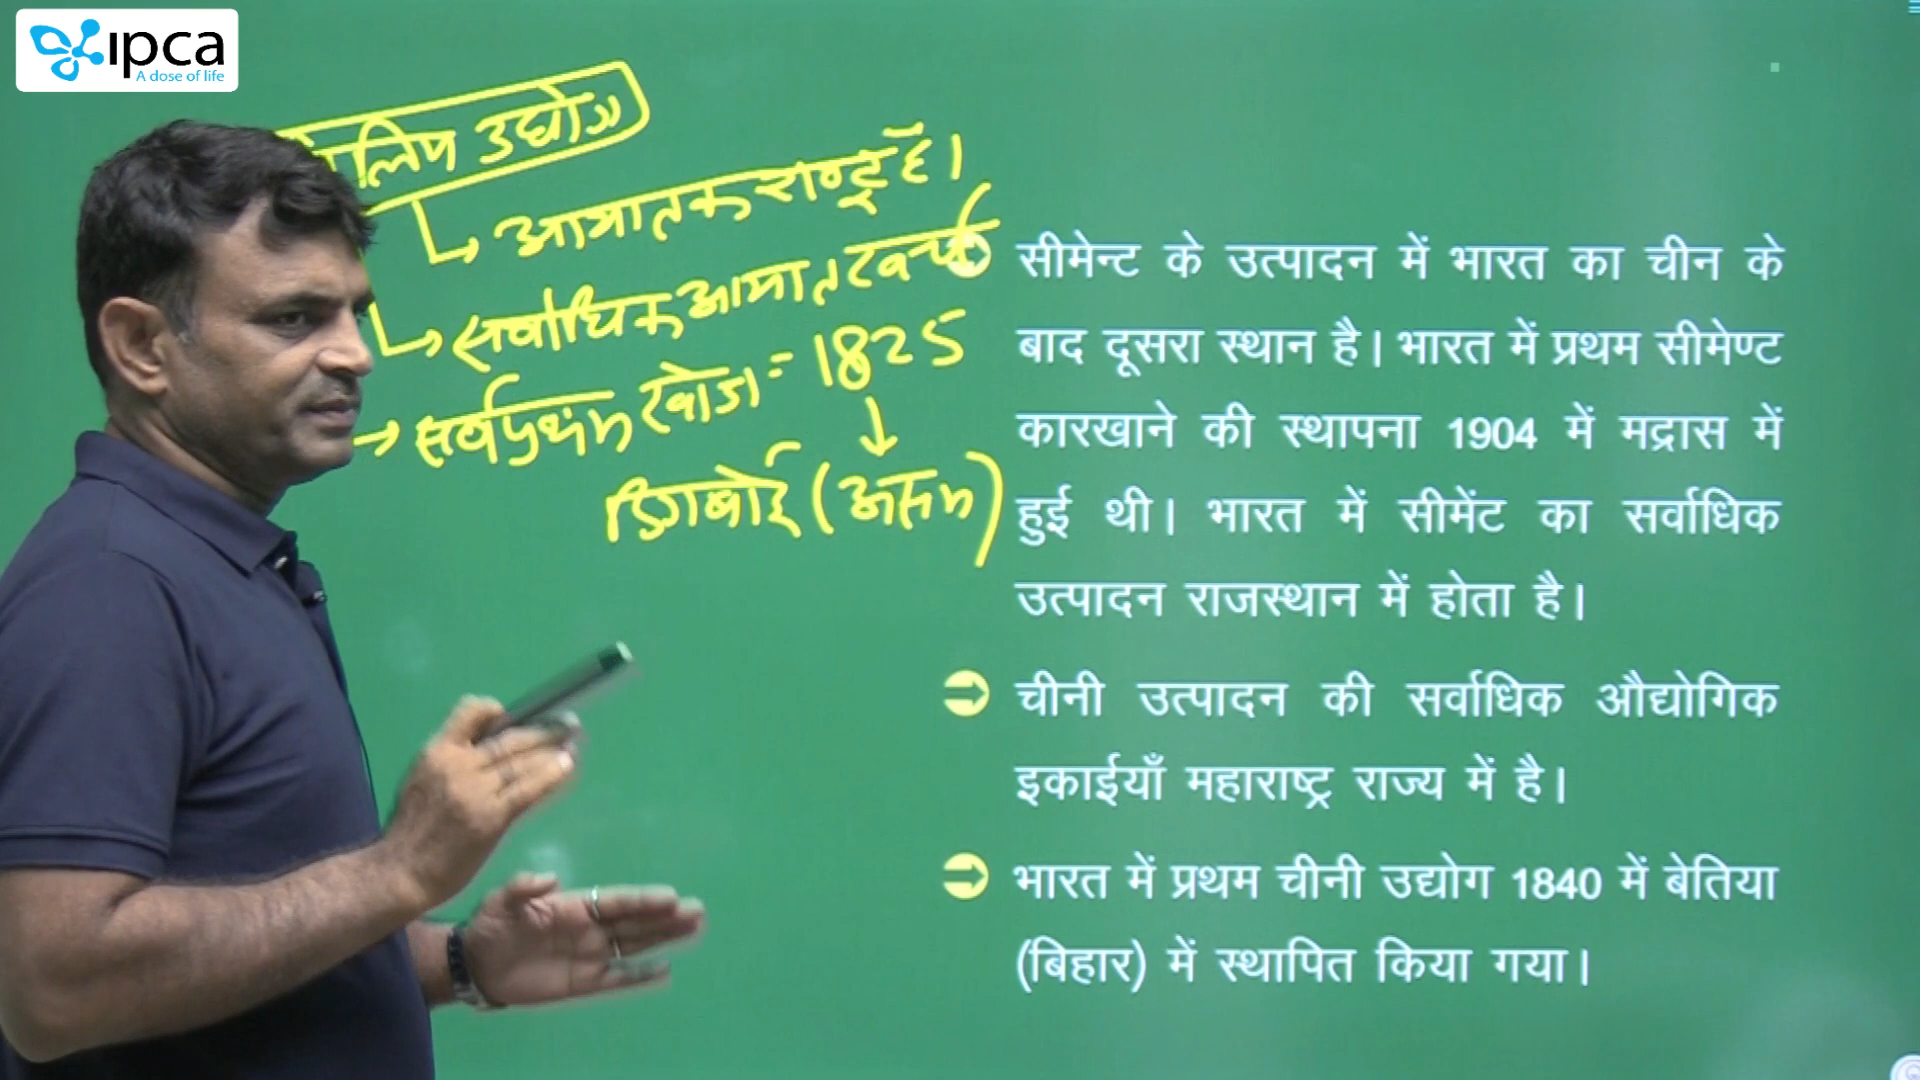 ipca
A dose of life
उद्योग
आयातक राष्ट्र है।
सर्वाधिक आयात खर्च
सर्वप्रथम खोज = 1825
डिगबोई (असम)
सीमेन्ट के उत्पादन में भारत का चीन के
बाद दूसरा स्थान है। भारत में प्रथम सीमेण्ट
कारखाने की स्थापना 1904 में मद्रास में
हुई थी। भारत में सीमेंट का सर्वाधिक
उत्पादन राजस्थान में होता है।
चीनी उत्पादन की सर्वाधिक औद्योगिक
इकाईयाँ महाराष्ट्र राज्य में है।
भारत में प्रथम चीनी उद्योग 1840 में बेतिया
(बिहार) में स्थापित किया गया।